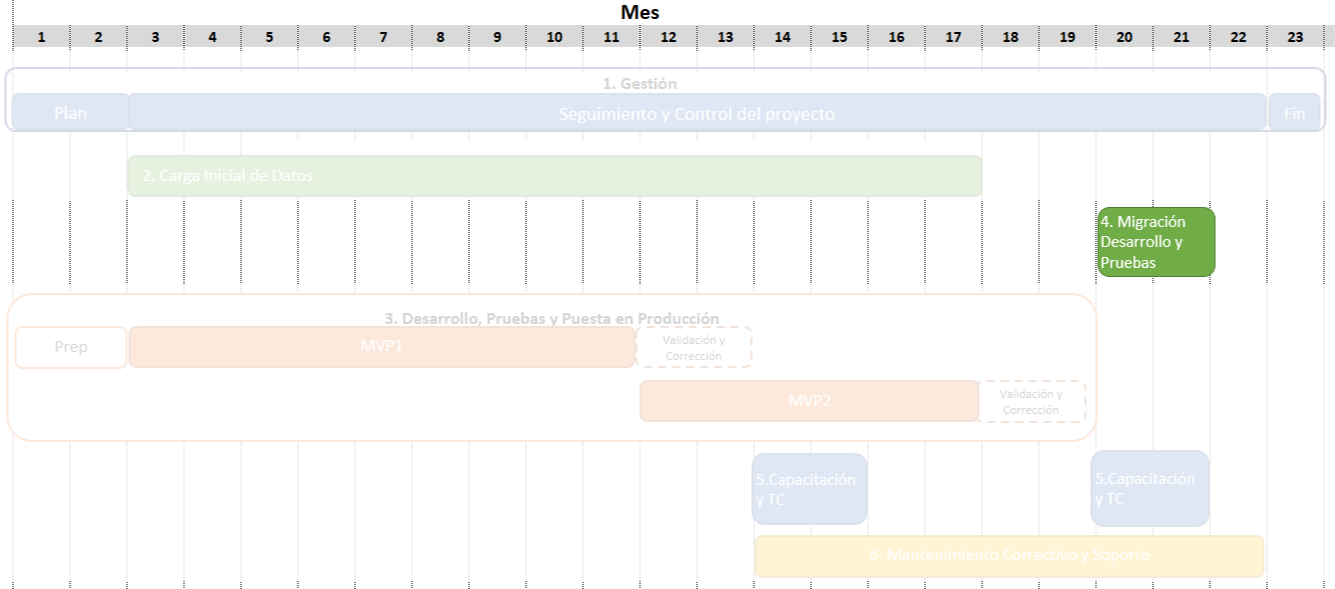 Mes
1 2 3 4 5 6 7 8 9 10 11 12 13 14 15 16 17 18 19 20 21 22 23
1. Gestión
Plan Seguimiento y Control del proyecto Fin
2. Carga Inicial de Datos
4. Migración
Desarrollo y
Pruebas
3. Desarrollo, Pruebas y Puesta en Producción
Prep
MVP1
Validación y
Corrección
MVP2
Validación y
Corrección
5.Capacitación
y TC
5.Capacitación
y TC
6. Mantenimiento Correctivo y Soporte